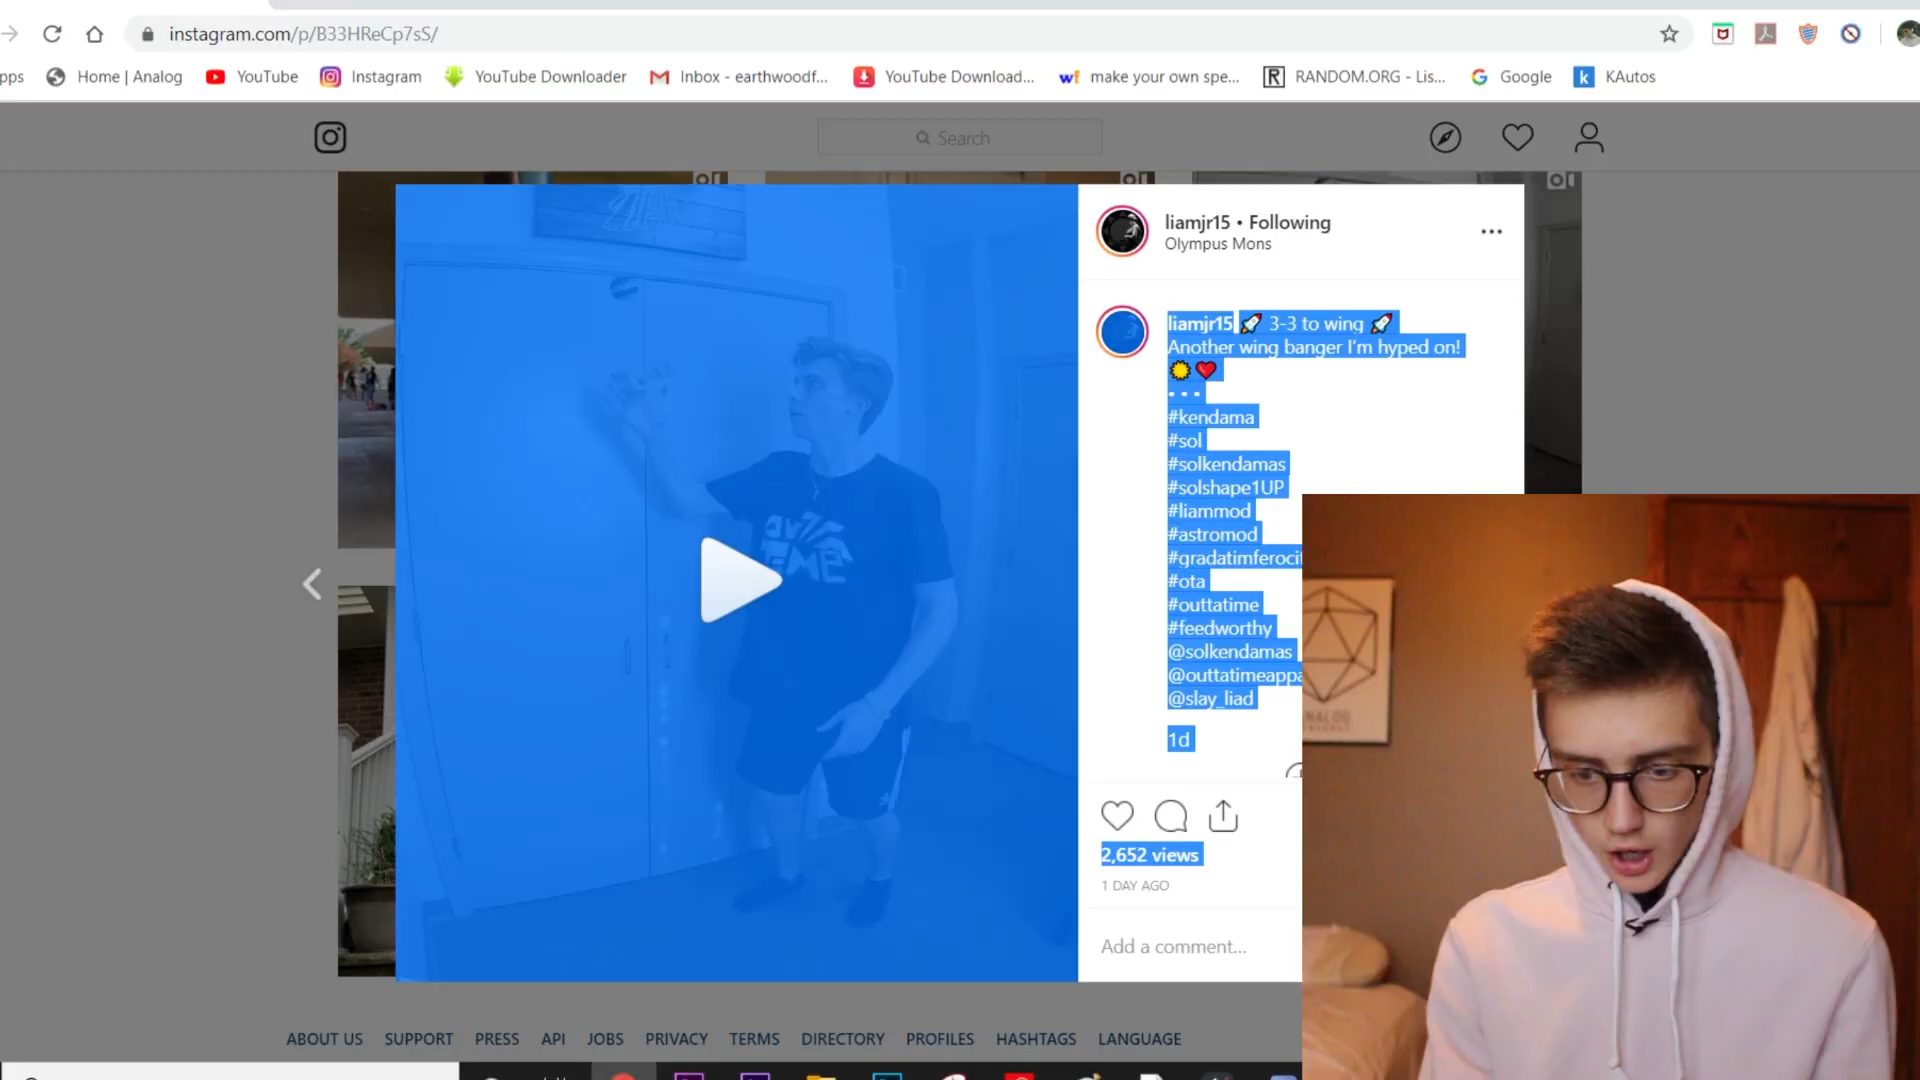 instagram.com/p/B33HReCp7sS/
pps Home | Analog YouTube Instagram YouTube Downloader Inbox - earthwoodf... YouTube Download... make your own spe... RANDOM.ORG - Lis... Google KAutos
Search
liamjr15 • Following
Olympus Mons
liamjr15 🚀 3-3 to wing 🚀
Another wing banger I'm hyped on!
• • •
#kendama
#sol
#solkendamas
#solshape1UP
#liammod
#astromod
#gradatimferocit
#ota
#outtatime
#feedworthy
@solkendamas
@outtatimeappa
@slay_liad
1d
2,652 views
1 DAY AGO
Add a comment...
ABOUT US SUPPORT PRESS API JOBS PRIVACY TERMS DIRECTORY PROFILES HASHTAGS LANGUAGE